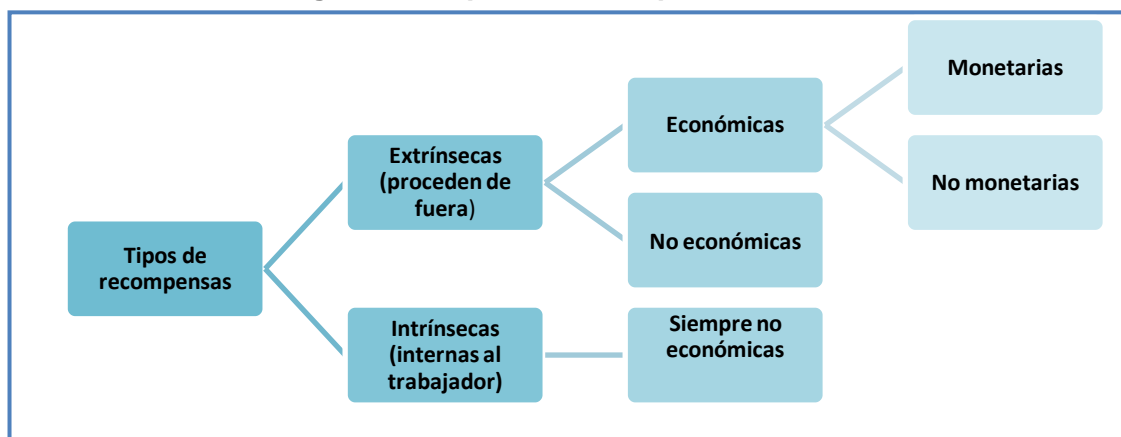 Tipos de
recompensas
Extrínsecas
(proceden de
fuera)
Económicas
Monetarias
No monetarias
No económicas
Intrínsecas
(internas al
trabajador)
Siempre no
económicas